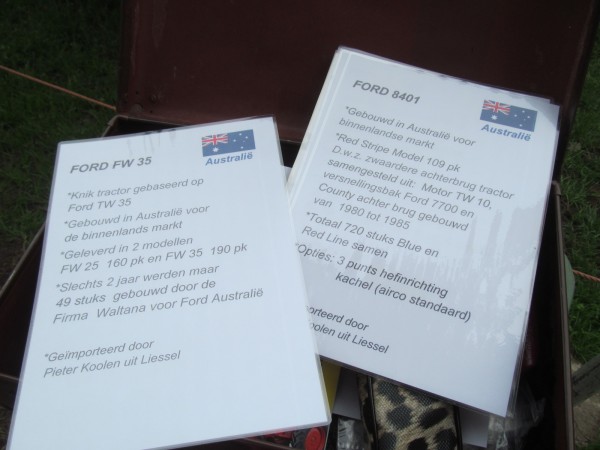 FORD FW 35
Australië
*Knik tractor gebaseerd op
Ford TW 35
*Gebouwd in Australië voor
de binnenlands markt
*Geleverd in 2 modellen
FW 25 160 pk en FW 35 190 pk
*Slechts 2 jaar werden maar
49 stuks gebouwd door de
Firma Waltana voor Ford Australië
*Geïmporteerd door
Pieter Koolen uit Liessel
FORD 8401
Australië
*Gebouwd in Australië voor
binnenlandse markt
*Red Stripe Model 109 pk
D.w.z. zwaardere achterbrug tractor
samengesteld uit: Motor TW 10,
versnellingsbak Ford 7700 en
County achter brug gebouwd
van 1980 tot 1985
*Totaal 720 stuks Blue en
Red Line samen
*Opties: 3 punts hefinrichting
kachel (airco standaard)
porteerd door
Koolen uit Liessel